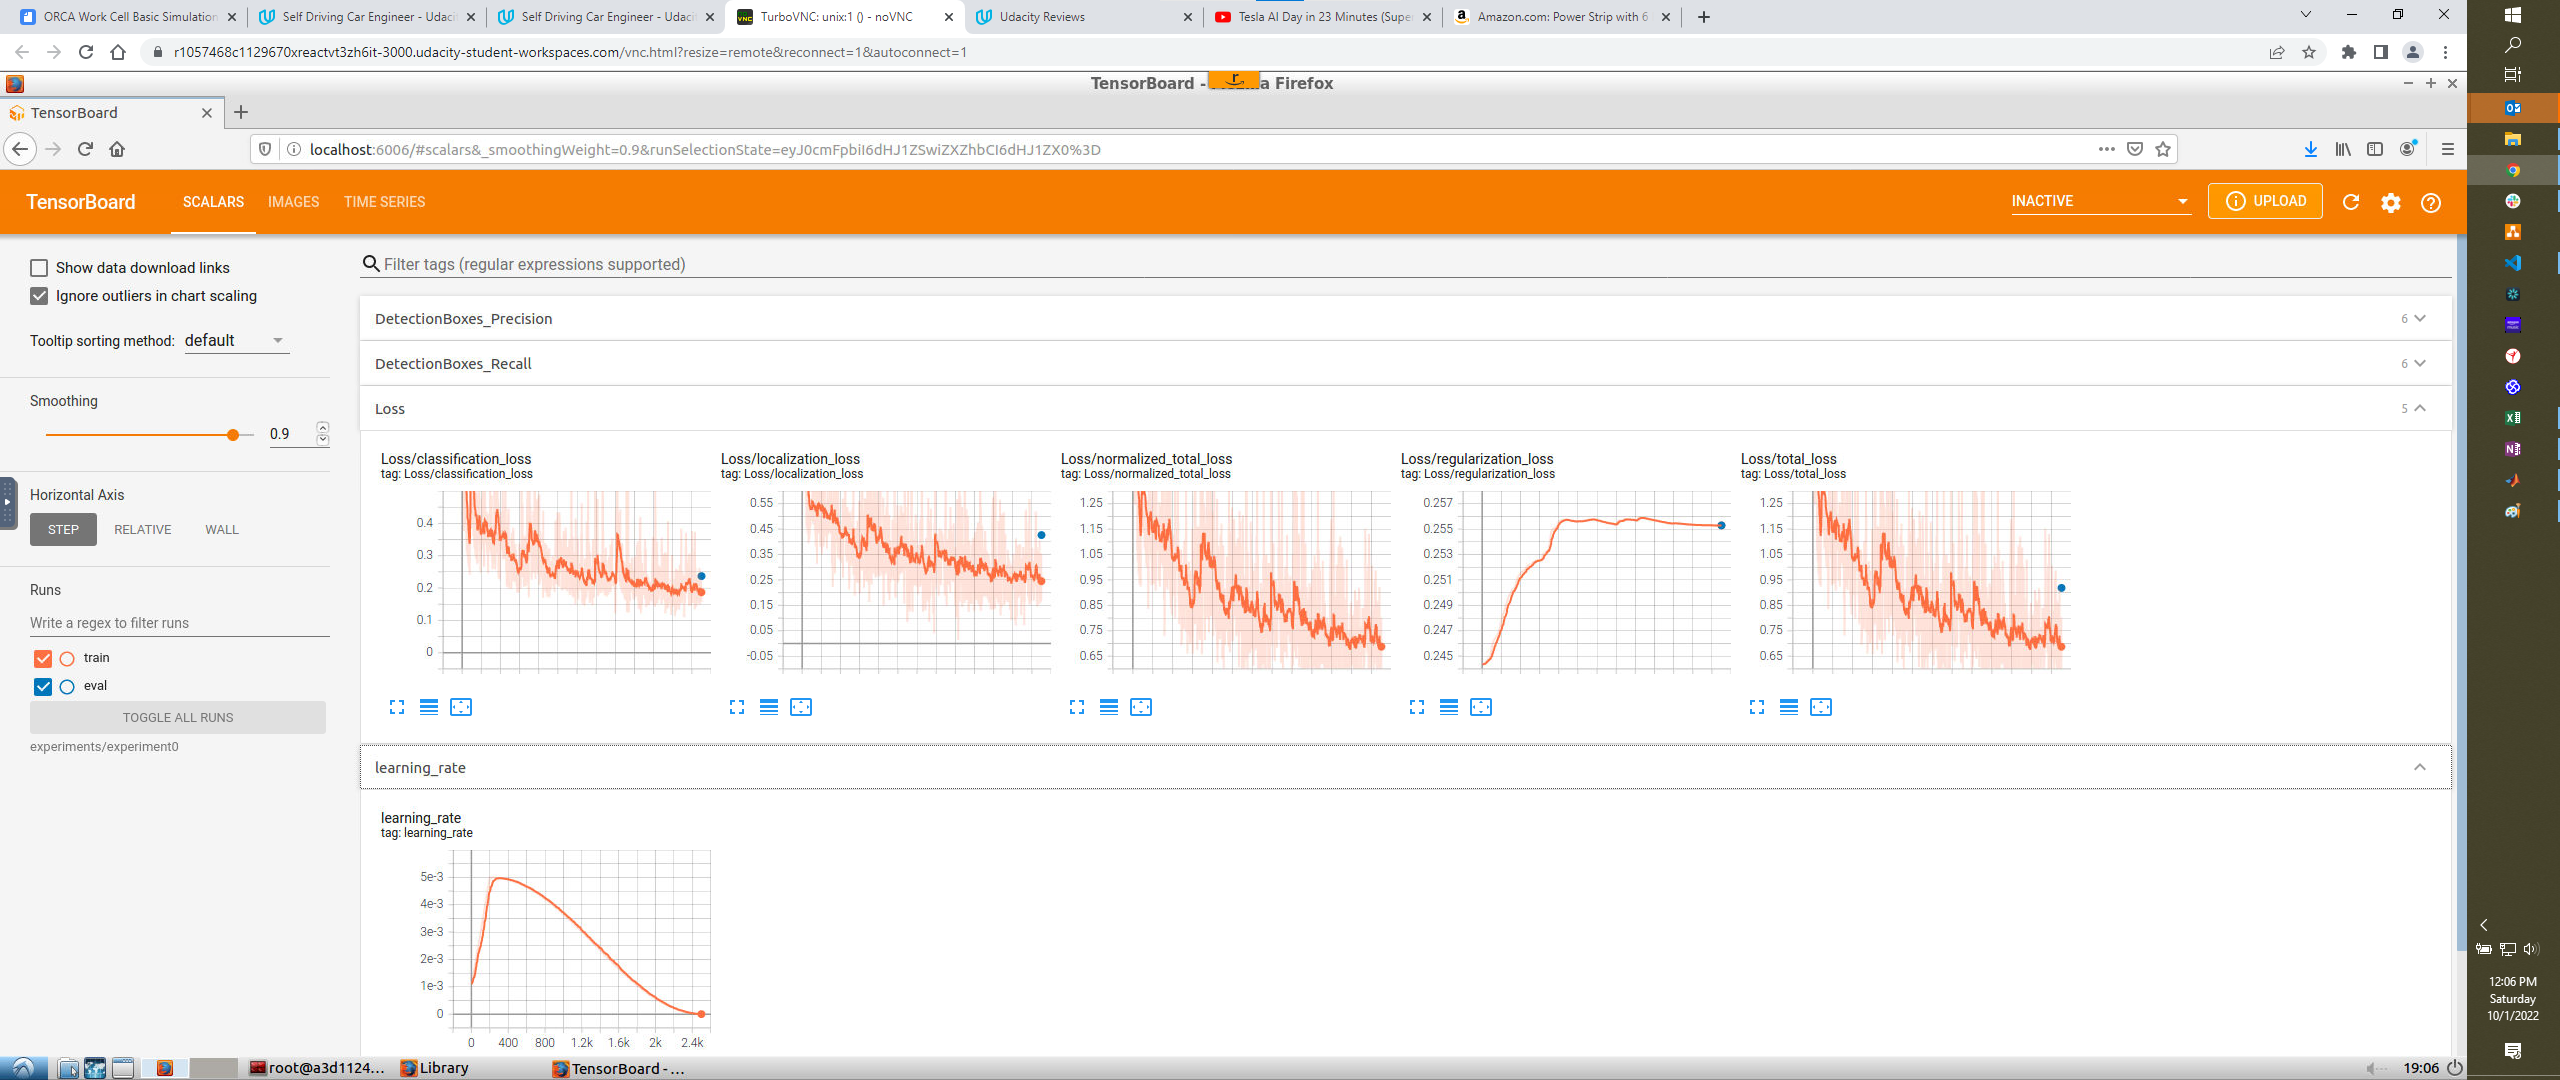 ORCA Work Cell Basic Simulation
Self Driving Car Engineer - Udaci
Self Driving Car Engineer - Udaci
TurboVNC: unix:1 () - noVNC
Udacity Reviews
Tesla AI Day in 23 Minutes (Supe
Amazon.com: Power Strip with 6
r1057468c1129670xreactvt3zh6it-3000.udacity-student-workspaces.com/vnc.html?resize=remote&reconnect=1&autoconnect=1
TensorBoard - Mozilla Firefox
TensorBoard
localhost:6006/#scalars&_smoothingWeight=0.9&runSelectionState=eyJ0cmFpbiI6dHJ1ZSwiZXZhbCI6dHJ1ZX0%3D
TensorBoard
SCALARS
IMAGES
TIME SERIES
INACTIVE
UPLOAD
Show data download links
Ignore outliers in chart scaling
Tooltip sorting method: default
Smoothing
0.9
Horizontal Axis
STEP
RELATIVE
WALL
Runs
Write a regex to filter runs
train
eval
TOGGLE ALL RUNS
experiments/experiment0
Filter tags (regular expressions supported)
DetectionBoxes_Precision
6
DetectionBoxes_Recall
6
Loss
5
Loss/classification_loss
tag: Loss/classification_loss
0.4
0.3
0.2
0.1
0
Loss/localization_loss
tag: Loss/localization_loss
0.55
0.45
0.35
0.25
0.15
0.05
-0.05
Loss/normalized_total_loss
tag: Loss/normalized_total_loss
1.25
1.15
1.05
0.95
0.85
0.75
0.65
Loss/regularization_loss
tag: Loss/regularization_loss
0.257
0.255
0.253
0.251
0.249
0.247
0.245
Loss/total_loss
tag: Loss/total_loss
1.25
1.15
1.05
0.95
0.85
0.75
0.65
learning_rate
learning_rate
tag: learning_rate
5e-3
4e-3
3e-3
2e-3
1e-3
0
0 400 800 1.2k 1.6k 2k 2.4k
root@a3d1124...
Library
TensorBoard - ...
19:06
12:06 PM
Saturday
10/1/2022